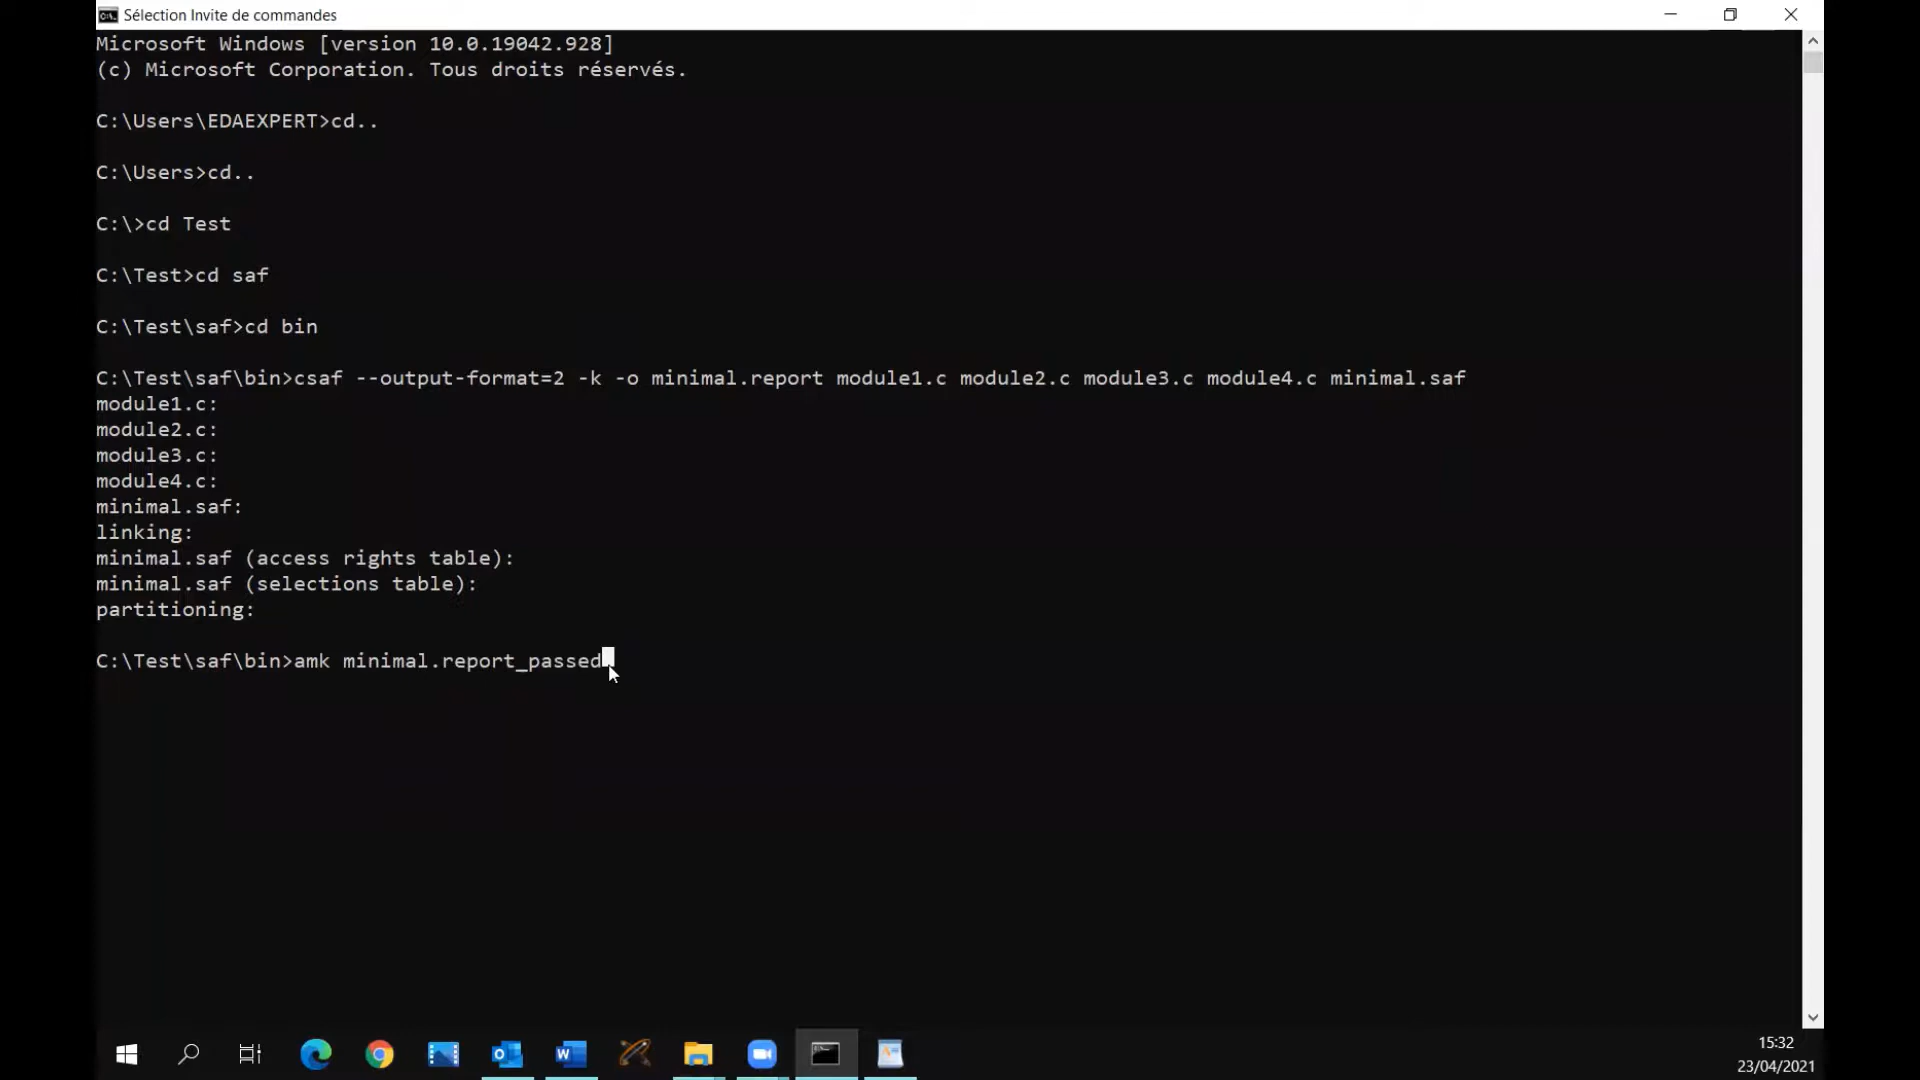 Sélection Invite de commandes
Microsoft Windows [version 10.0.19042.928]
(c) Microsoft Corporation. Tous droits réservés.
C:\Users\EDAEXPERT>cd..
C:\Users>cd..
C:\>cd Test
C:\Test>cd saf
C:\Test\saf>cd bin
C:\Test\saf\bin>csaf --output-format=2 -k -o minimal.report module1.c module2.c module3.c module4.c minimal.saf
module1.c:
module2.c:
module3.c:
module4.c:
minimal.saf:
linking:
minimal.saf (access rights table):
minimal.saf (selections table):
partitioning:
C:\Test\saf\bin>amk minimal.report_passed
15:32
23/04/2021